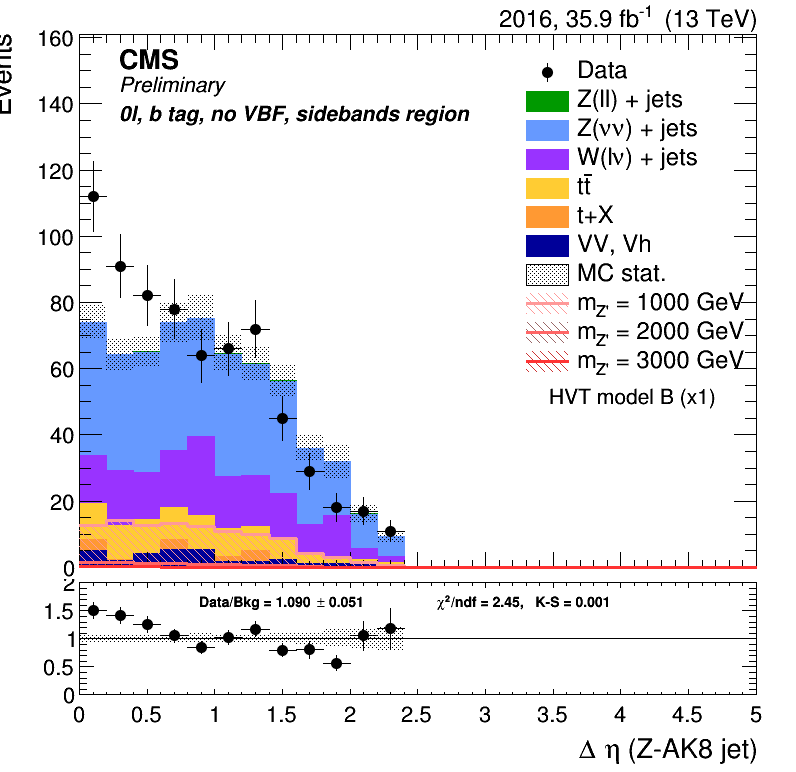 2016, 35.9 fb⁻¹ (13 TeV)
Events
160
140
120
100
80
60
40
20
0
CMS
Preliminary
0l, b tag, no VBF, sidebands region
Data
Z(ll) + jets
Z(νν) + jets
W(lν) + jets
tt̄
t+X
VV, Vh
MC stat.
m_Z' = 1000 GeV
m_Z' = 2000 GeV
m_Z' = 3000 GeV
HVT model B (x1)
2
1.5
1
0.5
0
Data/Bkg = 1.090 ± 0.051
χ²/ndf = 2.45, K-S = 0.001
0 0.5 1 1.5 2 2.5 3 3.5 4 4.5 5
Δ η (Z-AK8 jet)